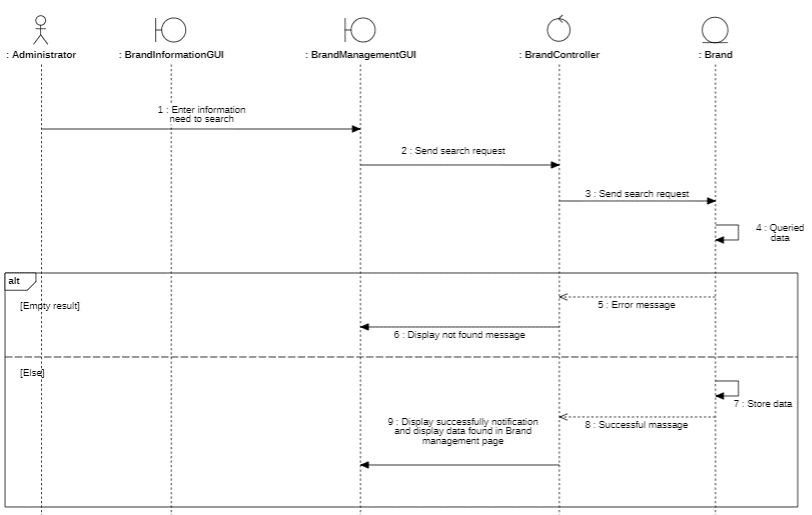 : Administrator
: BrandInformationGUI
: BrandManagementGUI
: BrandController
: Brand
1 : Enter information
need to search
2 : Send search request
3 : Send search request
4 : Queried
data
alt
[Empty result]
5 : Error message
6 : Display not found message
[Else]
7 : Store data
8 : Successful massage
9 : Display successfully notification
and display data found in Brand
management page